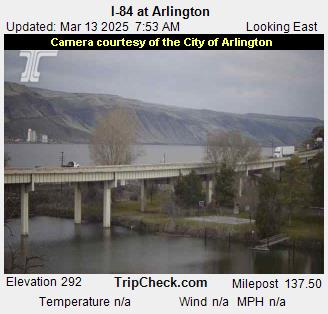 I-84 at Arlington
Updated: Mar 13 2025 7:53 AM Looking East
Camera courtesy of the City of Arlington
Elevation 292 TripCheck.com Milepost 137.50
Temperature n/a Wind n/a MPH n/a